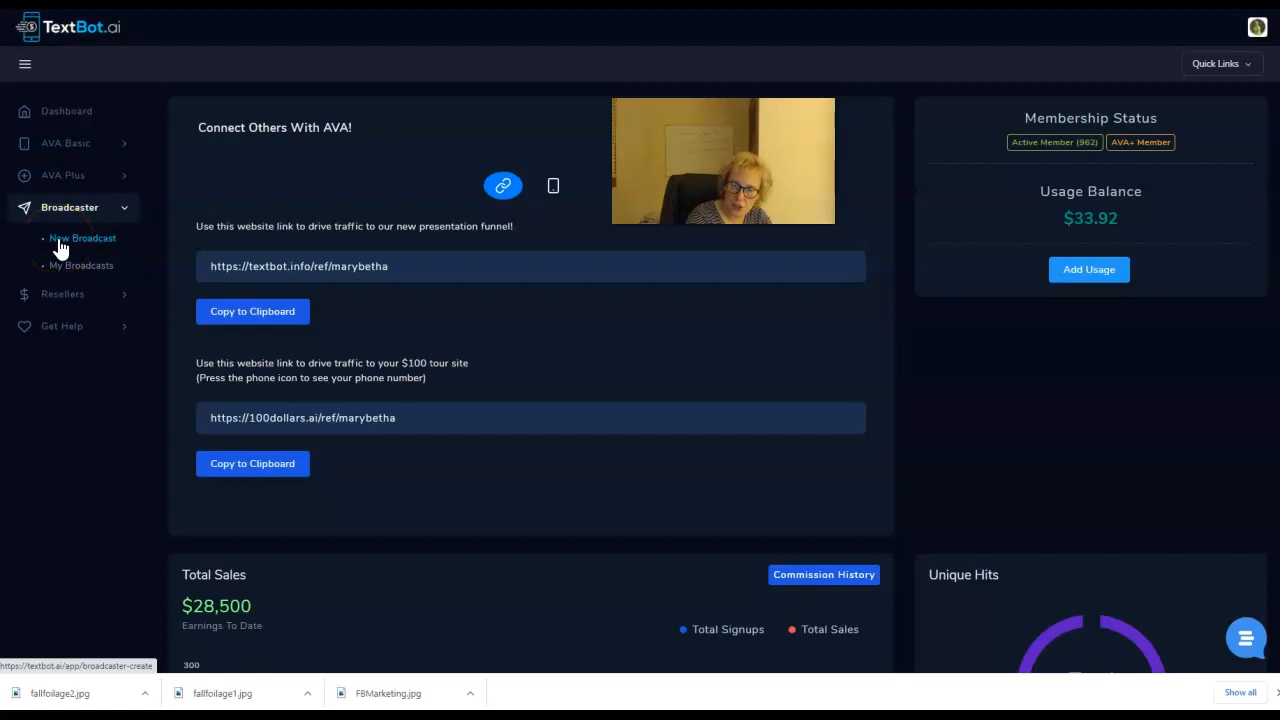 TextBot.ai
Quick Links
Dashboard
AVA Basic
AVA Plus
Broadcaster
New Broadcast
My Broadcasts
Resellers
Get Help
Connect Others With AVA!
Use this website link to drive traffic to our new presentation funnel!
https://textbot.info/ref/marybetha
Copy to Clipboard
Use this website link to drive traffic to your $100 tour site
(Press the phone icon to see your phone number)
https://100dollars.ai/ref/marybetha
Copy to Clipboard
Membership Status
Active Member (962) AVA+ Member
Usage Balance
$33.92
Add Usage
Total Sales
Commission History
$28,500
Earnings To Date
Total Signups Total Sales
300
Unique Hits
https://textbot.ai/app/broadcaster-create
fallfoilage2.jpg
fallfoilage1.jpg
FBMarketing.jpg
Show all